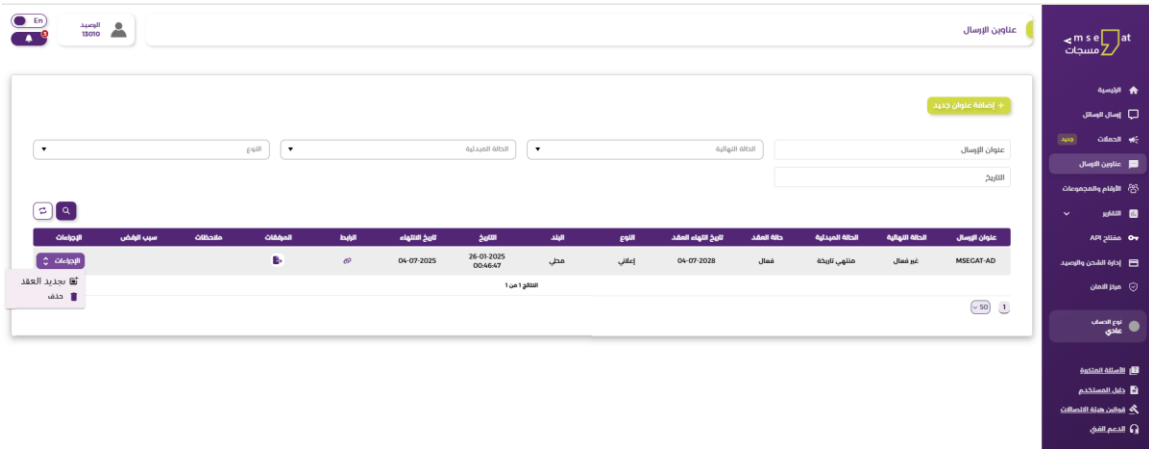 msegat
مسجات
عناوين الإرسال
الرصيد
13010
En
3
الرئيسية
إرسال الرسائل
الحملات
جديد
عناوين الارسال
الأرقام والمجموعات
التقارير
مفتاح API
إدارة الشحن والرصيد
مركز الامان
نوع الحساب
عادي
الأسئلة المتكررة
دليل المستخدم
قوانين هيئة الاتصالات
الدعم الفني
+ إضافة عنوان جديد
عنوان الإرسال
الحالة النهائية
الحالة المبدئية
النوع
التاريخ
عنوان الإرسال الحالة النهائية الحالة المبدئية حالة العقد تاريخ انتهاء العقد النوع البلد التاريخ تاريخ الانتهاء الرابط المرفقات ملاحظات سبب الرفض الإجراءات
MSEGAT-AD غير فعال منتهي تاريخة فعال 04-07-2028 إعلاني محلي 26-01-2025 04-07-2025 الإجراءات
00:46:47
تجديد العقد
حذف
النتائج 1 من 1
1 50